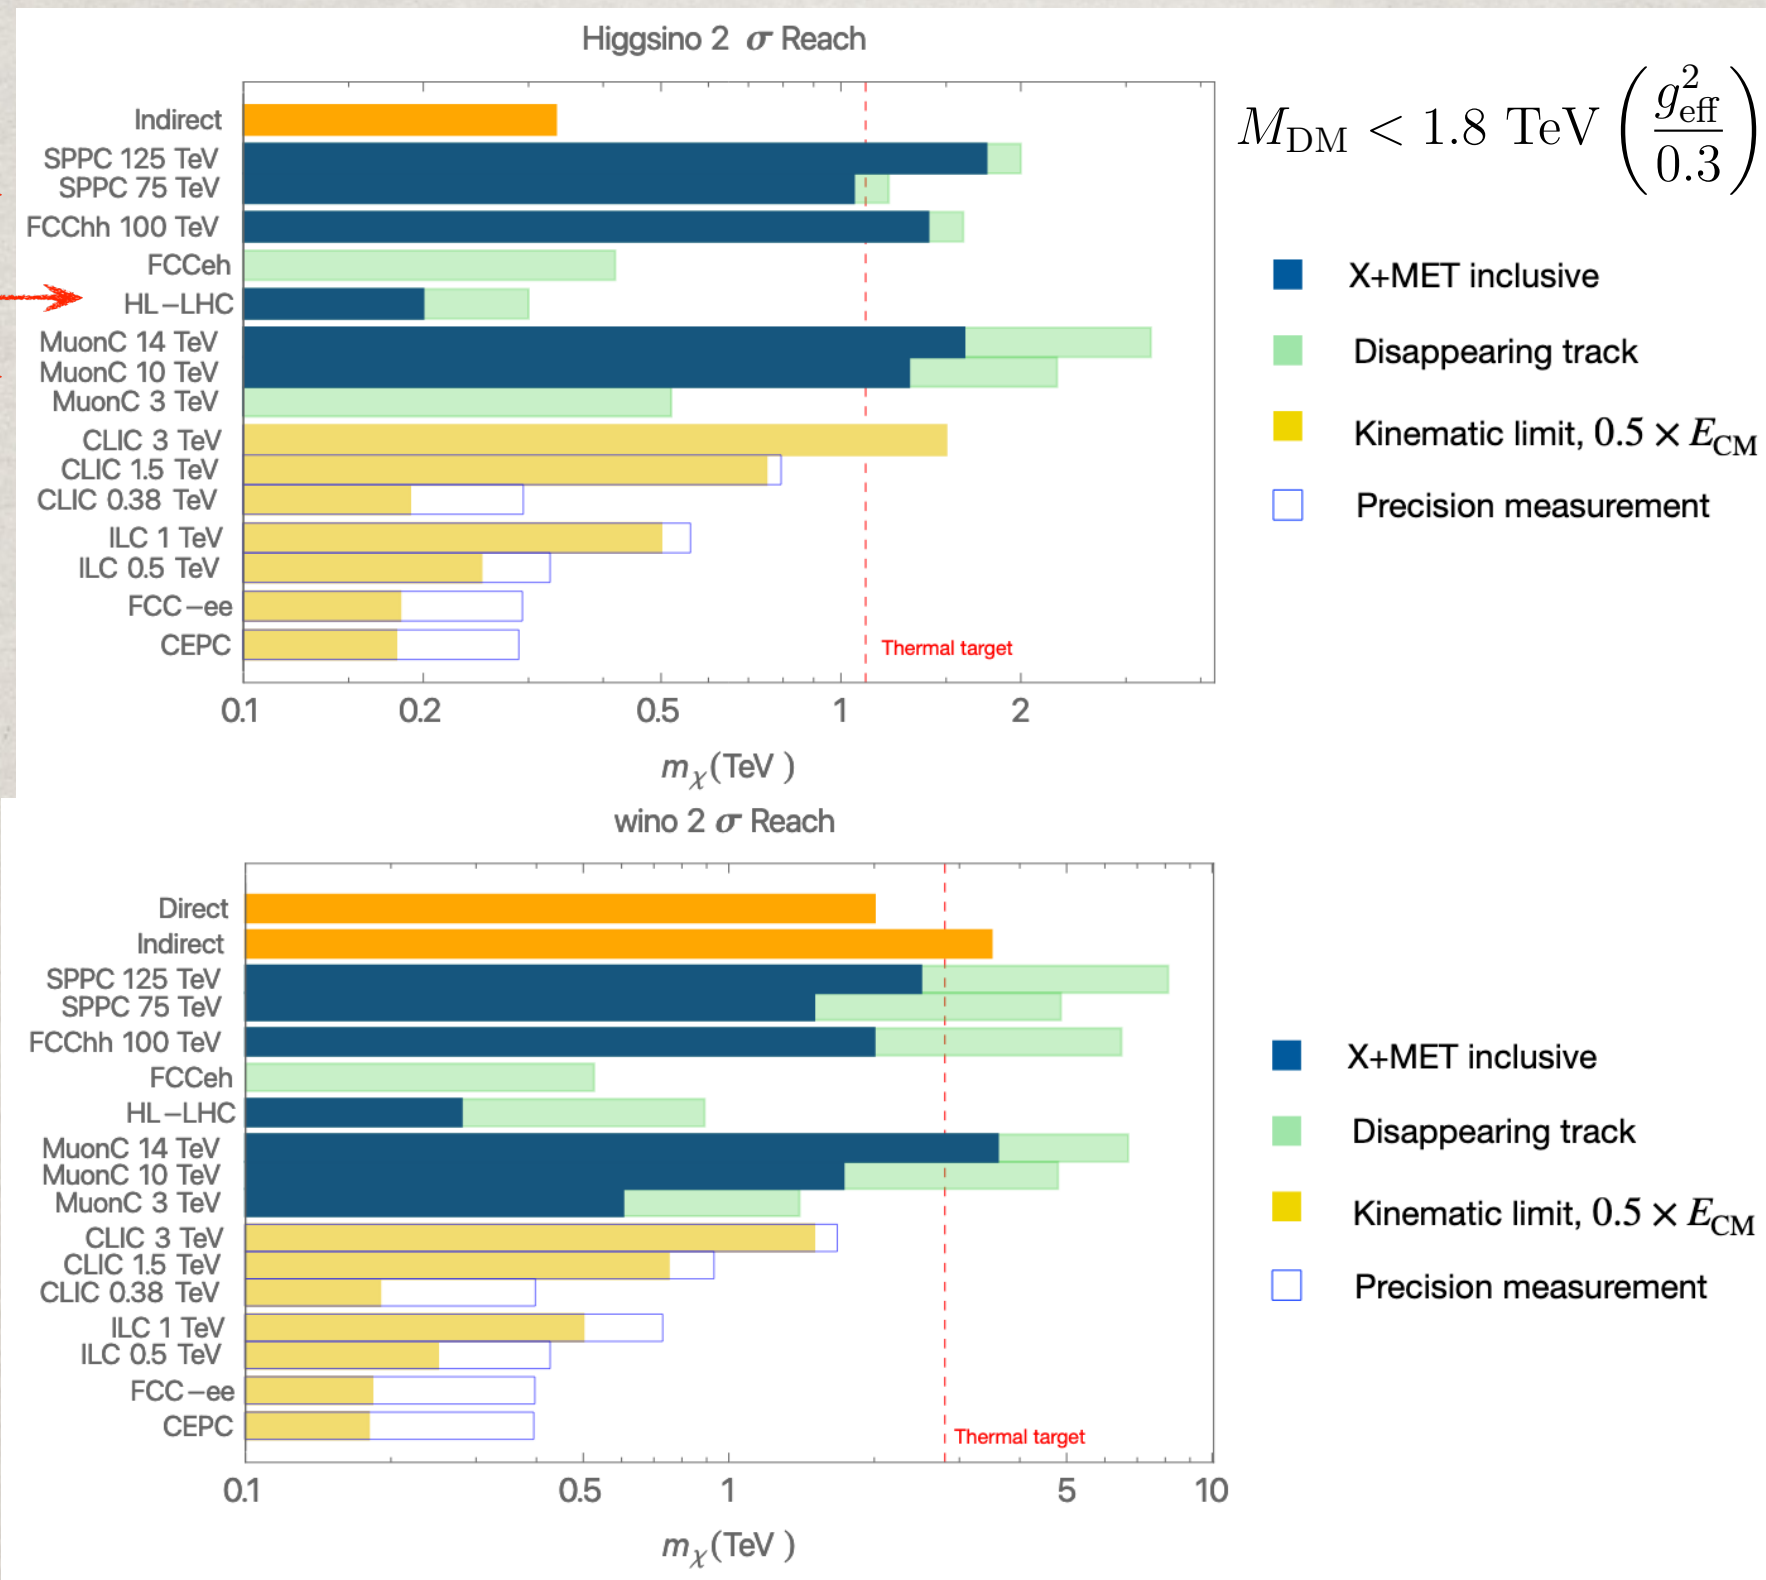 Higgsino 2 σ Reach
M_DM < 1.8 TeV (g²_eff / 0.3)
Indirect
SPPC 125 TeV
SPPC 75 TeV
FCChh 100 TeV
FCCeh
HL–LHC
MuonC 14 TeV
MuonC 10 TeV
MuonC 3 TeV
CLIC 3 TeV
CLIC 1.5 TeV
CLIC 0.38 TeV
ILC 1 TeV
ILC 0.5 TeV
FCC–ee
CEPC
Thermal target
0.1 0.2 0.5 1 2
m_χ(TeV )
X+MET inclusive
Disappearing track
Kinematic limit, 0.5 × E_CM
Precision measurement
wino 2 σ Reach
Direct
Indirect
SPPC 125 TeV
SPPC 75 TeV
FCChh 100 TeV
FCCeh
HL–LHC
MuonC 14 TeV
MuonC 10 TeV
MuonC 3 TeV
CLIC 3 TeV
CLIC 1.5 TeV
CLIC 0.38 TeV
ILC 1 TeV
ILC 0.5 TeV
FCC–ee
CEPC
Thermal target
0.1 0.5 1 5 10
m_χ(TeV )
X+MET inclusive
Disappearing track
Kinematic limit, 0.5 × E_CM
Precision measurement